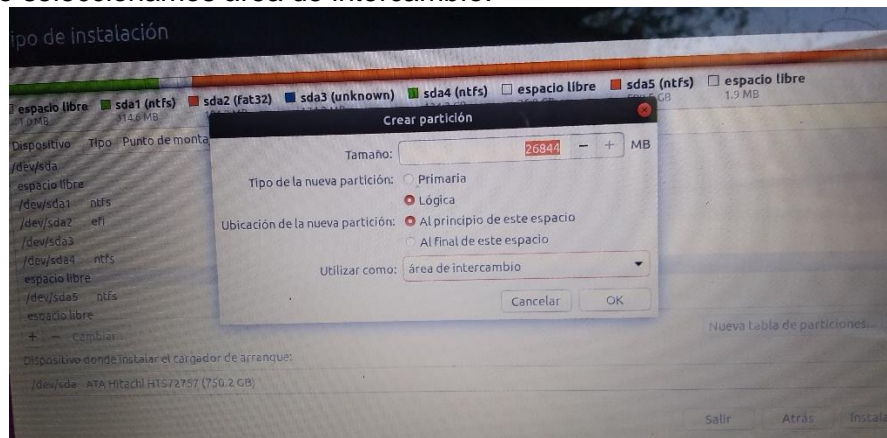 o seleccionamos área de intercambio.
ipo de instalación
espacio libre sda1 (ntfs) sda2 (fat32) sda3 (unknown) sda4 (ntfs) espacio libre sda5 (ntfs) espacio libre
1.0 MB 314.6 MB GB 1.9 MB
Crear partición
Dispositivo Tipo Punto de monta
Tamaño: 26844 − + MB
/dev/sda
espacio libre
Tipo de la nueva partición: Primaria
/dev/sda1 ntfs
Lógica
/dev/sda2 efi
Ubicación de la nueva partición: Al principio de este espacio
/dev/sda3
Al final de este espacio
/dev/sda4 ntfs
Utilizar como: área de intercambio
espacio libre
/dev/sda5 ntfs
Cancelar OK
espacio libre
+ − Cambiar...
Nueva tabla de particiones...
Dispositivo donde instalar el cargador de arranque:
/dev/sda ATA Hitachi HTS72757 (750.2 GB)
Salir Atrás Instala